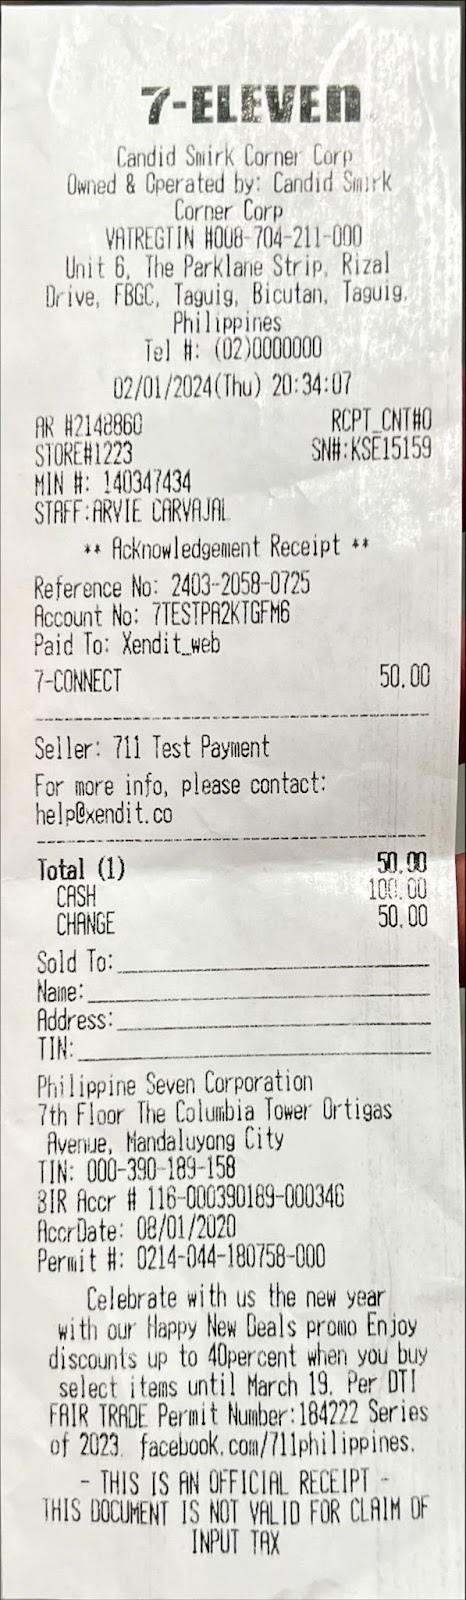 7-ELEVEn
Candid Smirk Corner Corp
Owned & Operated by: Candid Smirk
Corner Corp
VATREGTIN #008-704-211-000
Unit 6, The Parklane Strip, Rizal
Drive, FBGC, Taguig, Bicutan, Taguig,
Philippines
Tel #: (02)0000000
02/01/2024(Thu) 20:34:07
AR #2148860 RCPT_CNT#0
STORE#1223 SN#:KSE15159
MIN #: 140347434
STAFF:ARVIE CARVAJAL
** Acknowledgement Receipt **
Reference No: 2403-2058-0725
Account No: 7TESTPA2KTGFM6
Paid To: Xendit_web
7-CONNECT 50.00
Seller: 711 Test Payment
For more info, please contact:
help@xendit.co
Total (1) 50.00
CASH 100.00
CHANGE 50.00
Sold To:
Name:
Address:
TIN:
Philippine Seven Corporation
7th Floor The Columbia Tower Ortigas
Avenue, Mandaluyong City
TIN: 000-390-189-158
BIR Accr # 116-000390189-000346
AccrDate: 08/01/2020
Permit #: 0214-044-180758-000
Celebrate with us the new year
with our Happy New Deals promo Enjoy
discounts up to 40percent when you buy
select items until March 19. Per DTI
FAIR TRADE Permit Number:184222 Series
of 2023. facebook.com/711philippines.
- THIS IS AN OFFICIAL RECEIPT -
THIS DOCUMENT IS NOT VALID FOR CLAIM OF
INPUT TAX